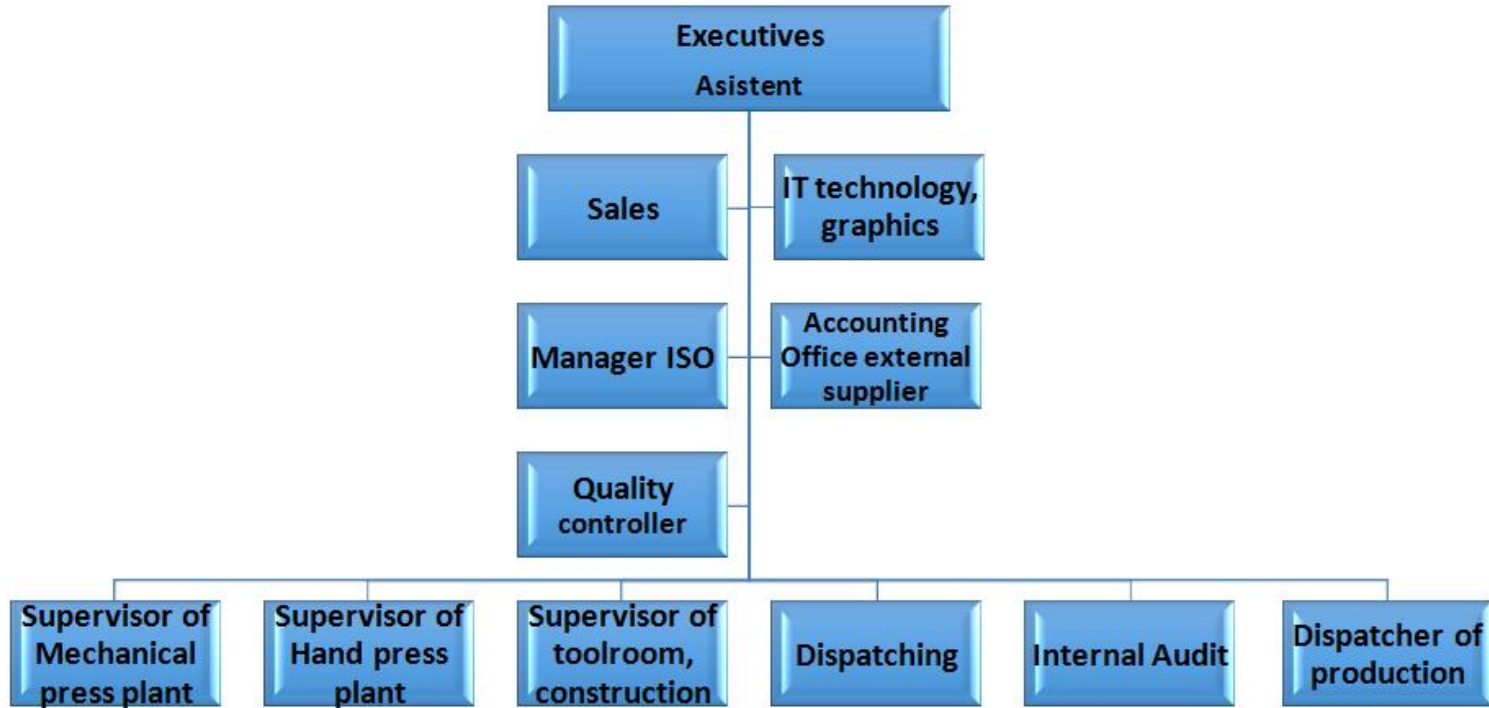 Executives
Asistent
Sales
IT technology,
graphics
Manager ISO
Accounting
Office external
supplier
Quality
controller
Supervisor of
Mechanical
press plant
Supervisor of
Hand press
plant
Supervisor of
toolroom,
construction
Dispatching
Internal Audit
Dispatcher of
production